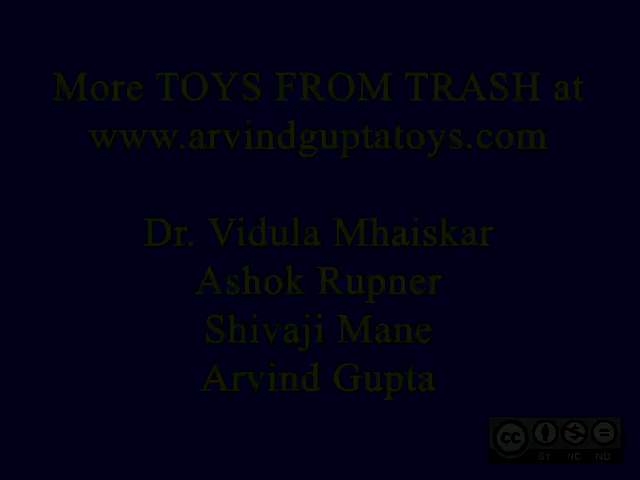 More TOYS FROM TRASH at
www.arvindguptatoys.com
Dr. Vidula Mhaiskar
Ashok Rupner
Shivaji Mane
Arvind Gupta
cc
BY NC ND